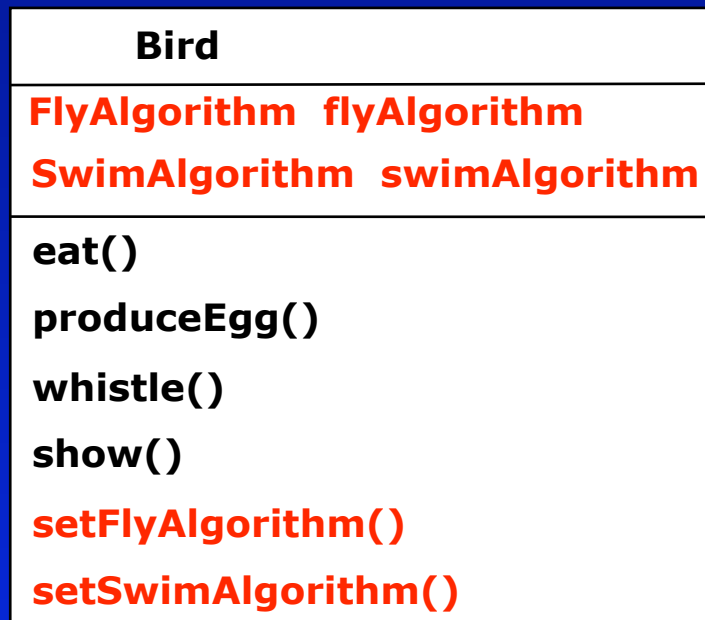 Bird
FlyAlgorithm flyAlgorithm
SwimAlgorithm swimAlgorithm
eat()
produceEgg()
whistle()
show()
setFlyAlgorithm()
setSwimAlgorithm()